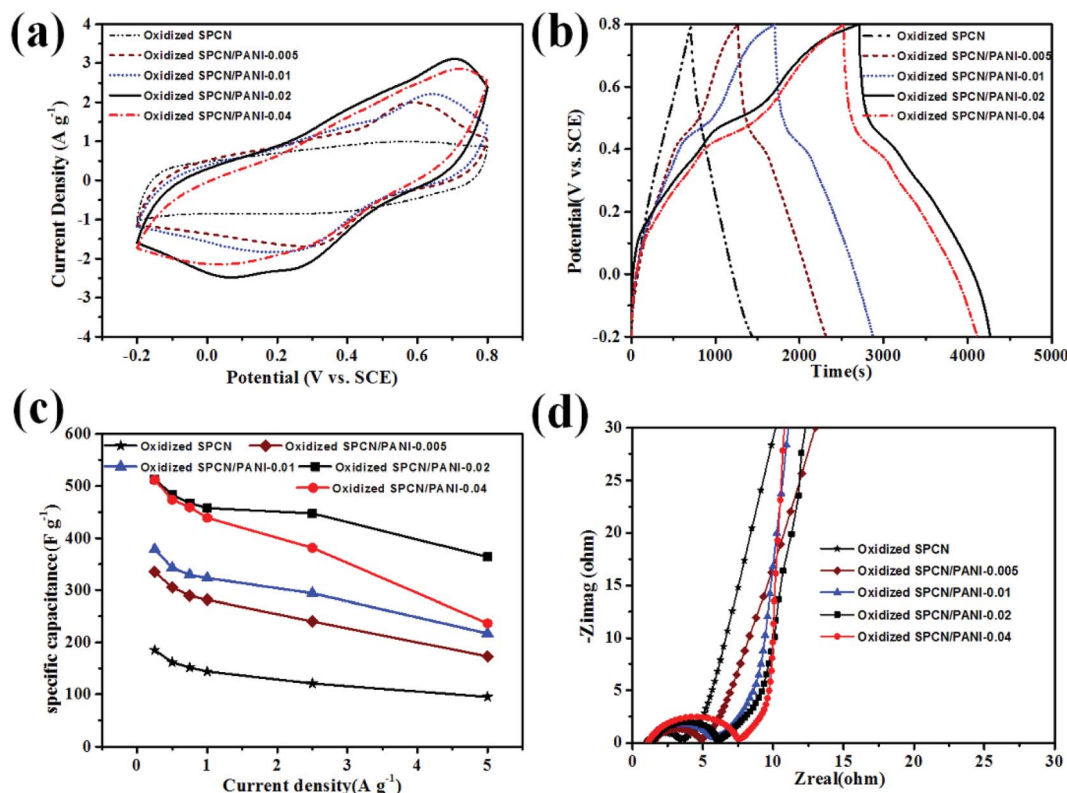 (a)
Oxidized SPCN
Oxidized SPCN/PANI-0.005
Oxidized SPCN/PANI-0.01
Oxidized SPCN/PANI-0.02
Oxidized SPCN/PANI-0.04
4
3
2
1
0
-1
-2
-3
-4
Current Density (A g⁻¹)
-0.2 0.0 0.2 0.4 0.6 0.8
Potential (V vs. SCE)
(b)
Oxidized SPCN
Oxidized SPCN/PANI-0.005
Oxidized SPCN/PANI-0.01
Oxidized SPCN/PANI-0.02
Oxidized SPCN/PANI-0.04
0.8
0.6
0.4
0.2
0.0
-0.2
Potential(V vs. SCE)
0 1000 2000 3000 4000 5000
Time(s)
(c)
Oxidized SPCN
Oxidized SPCN/PANI-0.005
Oxidized SPCN/PANI-0.01
Oxidized SPCN/PANI-0.02
Oxidized SPCN/PANI-0.04
600
500
400
300
200
100
0
specific capacitance(F g⁻¹)
0 1 2 3 4 5
Current density(A g⁻¹)
(d)
Oxidized SPCN
Oxidized SPCN/PANI-0.005
Oxidized SPCN/PANI-0.01
Oxidized SPCN/PANI-0.02
Oxidized SPCN/PANI-0.04
30
25
20
15
10
5
0
-Zimag (ohm)
0 5 10 15 20 25 30
Zreal(ohm)